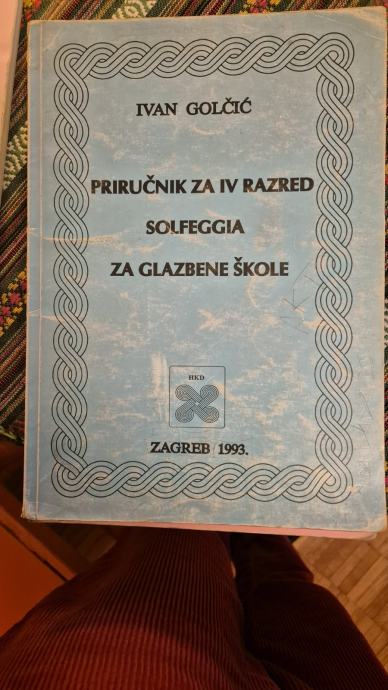 IVAN GOLČIĆ
PRIRUČNIK ZA IV RAZRED
SOLFEGGIA
ZA GLAZBENE ŠKOLE
HKD
ZAGREB 1993.